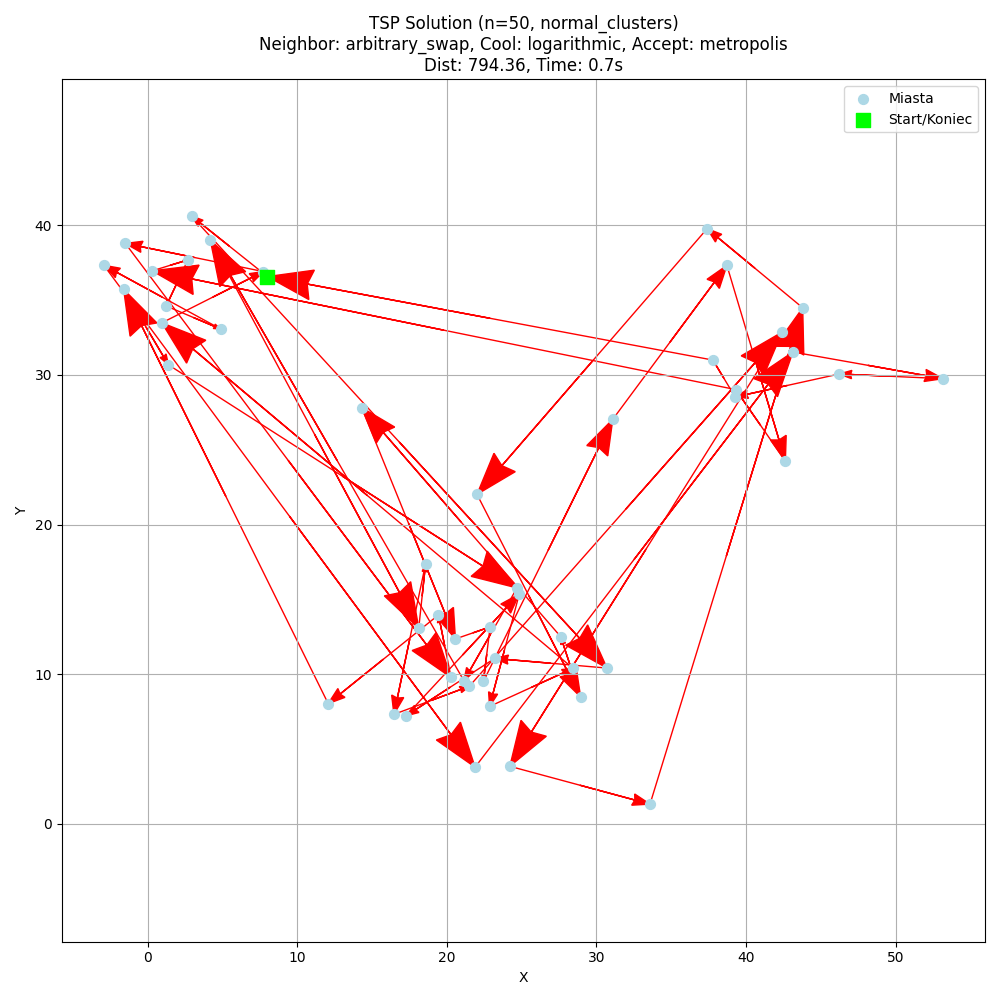 TSP Solution (n=50, normal_clusters)
Neighbor: arbitrary_swap, Cool: logarithmic, Accept: metropolis
Dist: 794.36, Time: 0.7s
Miasta
Start/Koniec
40
30
20
10
0
Y
0 10 20 30 40 50
X